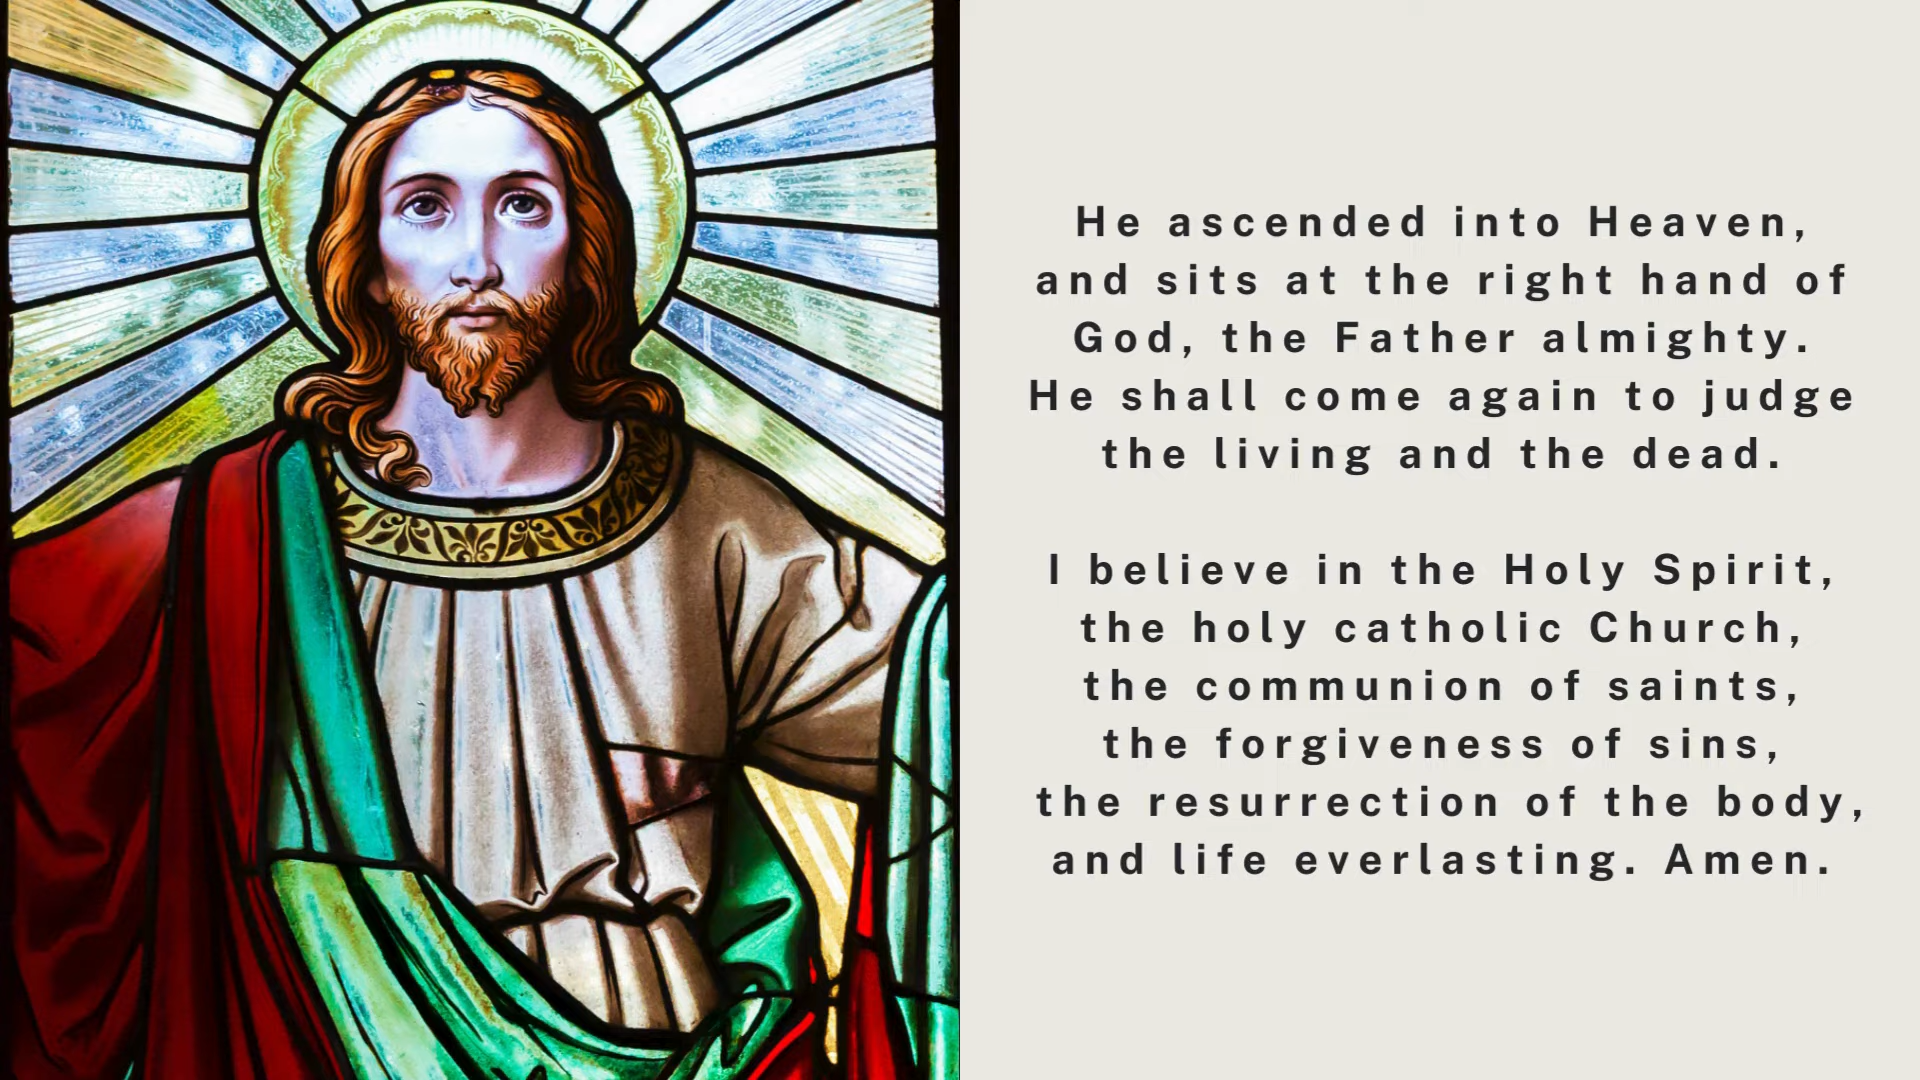 He ascended into Heaven,
and sits at the right hand of
God, the Father almighty.
He shall come again to judge
the living and the dead.
I believe in the Holy Spirit,
the holy catholic Church,
the communion of saints,
the forgiveness of sins,
the resurrection of the body,
and life everlasting. Amen.